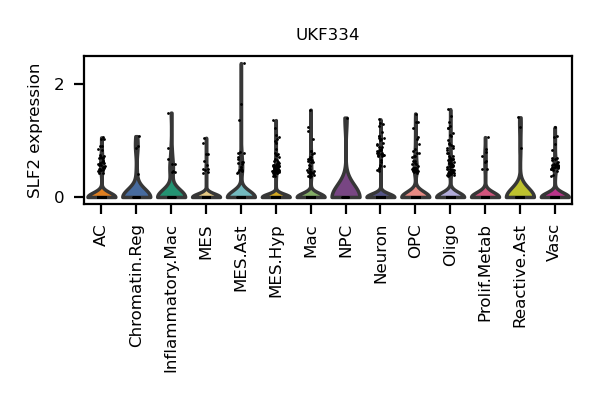 UKF334
SLF2 expression
2
0
AC
Chromatin.Reg
Inflammatory.Mac
MES
MES.Ast
MES.Hyp
Mac
NPC
Neuron
OPC
Oligo
Prolif.Metab
Reactive.Ast
Vasc